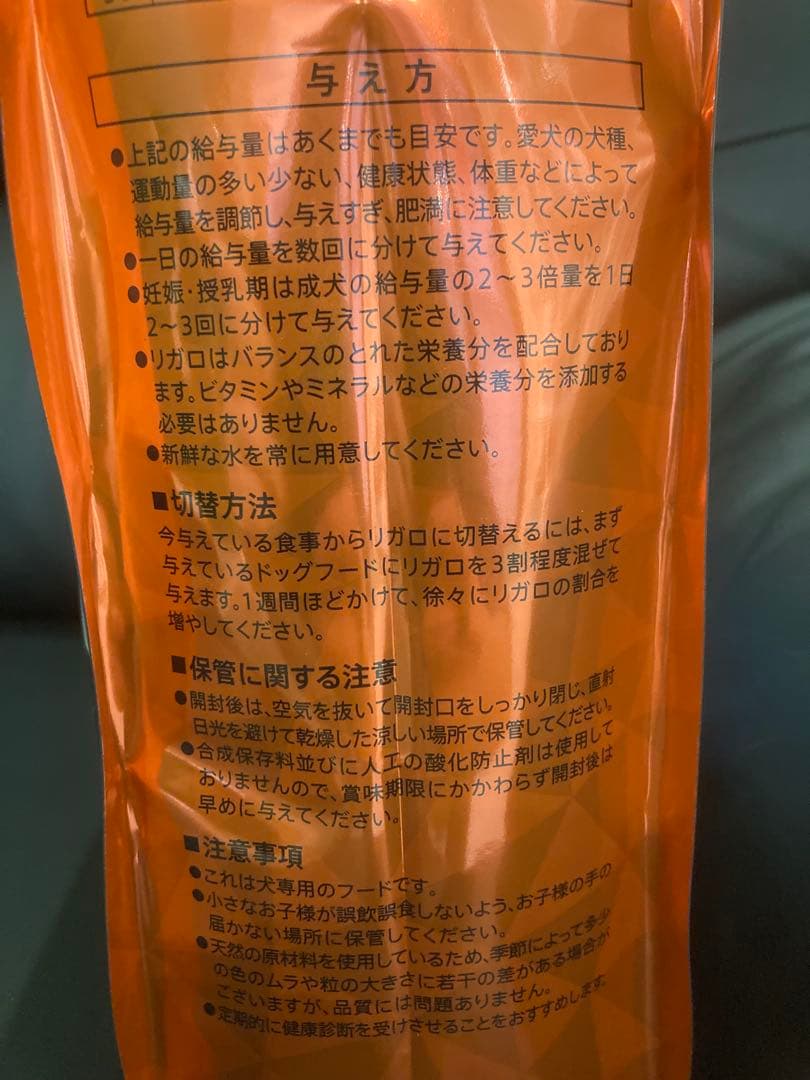 与え方
●上記の給与量はあくまでも目安です。愛犬の犬種、
運動量の多い少ない、健康状態、体重などによって
給与量を調節し、与えすぎ、肥満に注意してください。
●一日の給与量を数回に分けて与えてください。
●妊娠・授乳期は成犬の給与量の2～3倍量を1日
2～3回に分けて与えてください。
●リガロはバランスのとれた栄養分を配合しており
ます。ビタミンやミネラルなどの栄養分を添加する
必要はありません。
●新鮮な水を常に用意してください。
■切替方法
今与えている食事からリガロに切替えるには、まず
与えているドッグフードにリガロを3割程度混ぜて
与えます。1週間ほどかけて、徐々にリガロの割合を
増やしてください。
■保管に関する注意
●開封後は、空気を抜いて開封口をしっかり閉じ、直射
日光を避けて乾燥した涼しい場所で保管してください。
●合成保存料並びに人工の酸化防止剤は使用して
おりませんので、賞味期限にかかわらず開封後は
早めに与えてください。
■注意事項
●これは犬専用のフードです。
●小さなお子様が誤飲誤食しないよう、お子様の手の
届かない場所に保管してください。
●天然の原材料を使用しているため、季節によって多少
の色のムラや粒の大きさに若干の差がある場合が
ございますが、品質には問題ありません。
●定期的に健康診断を受けさせることをおすすめします。